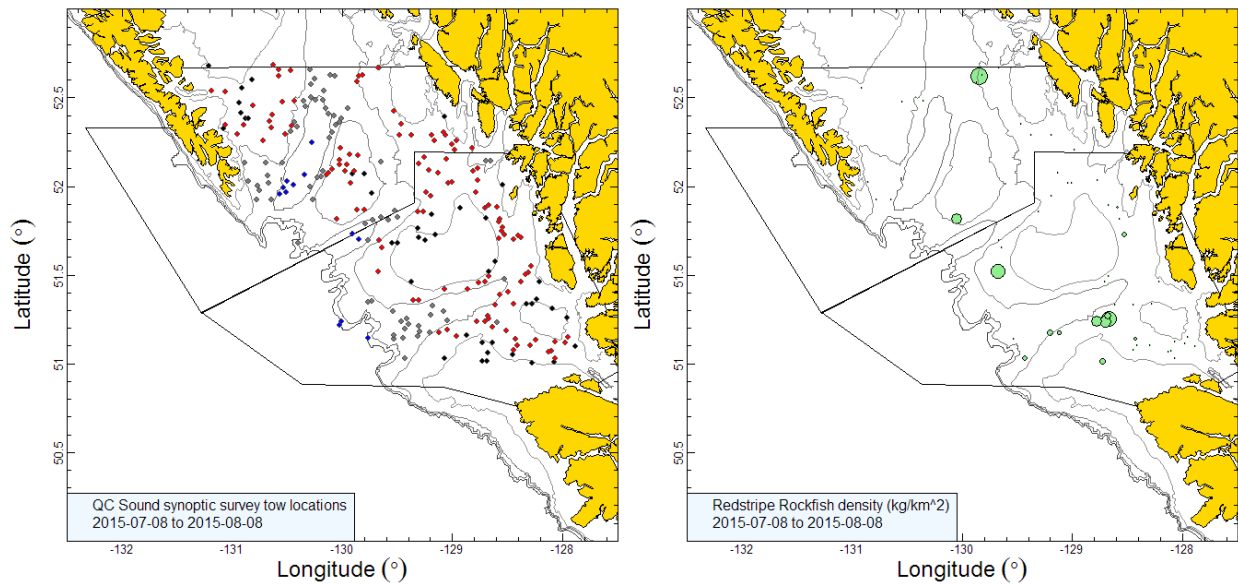 Latitude (°)
52.5
52
51.5
51
50.5
QC Sound synoptic survey tow locations
2015-07-08 to 2015-08-08
-132
-131
-130
-129
-128
Longitude (°)
Latitude (°)
52.5
52
51.5
51
50.5
Redstripe Rockfish density (kg/km^2)
2015-07-08 to 2015-08-08
-132
-131
-130
-129
-128
Longitude (°)